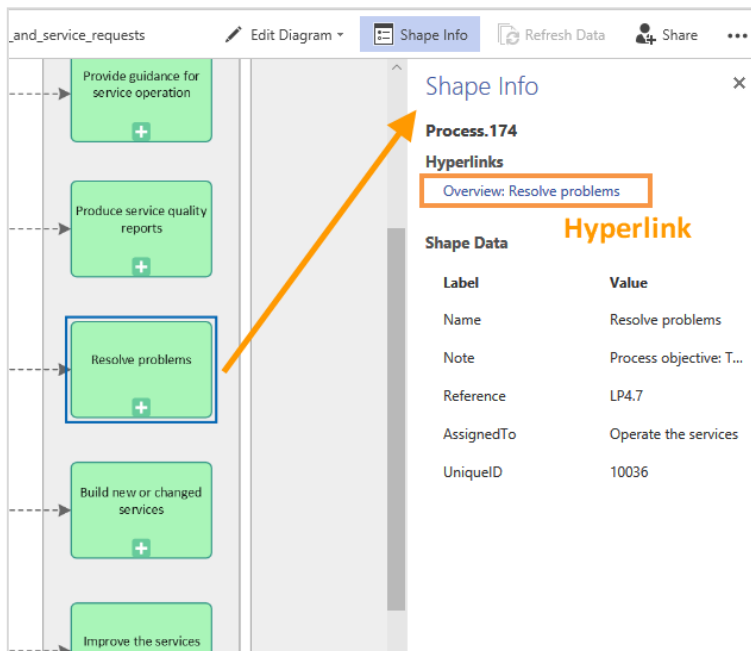 _and_service_requests
Edit Diagram
Shape Info
Refresh Data
Share
Provide guidance for
service operation
Produce service quality
reports
Resolve problems
Build new or changed
services
Improve the services
Shape Info
Process.174
Hyperlinks
Overview: Resolve problems
Hyperlink
Shape Data
Label Value
Name Resolve problems
Note Process objective: T...
Reference LP4.7
AssignedTo Operate the services
UniqueID 10036